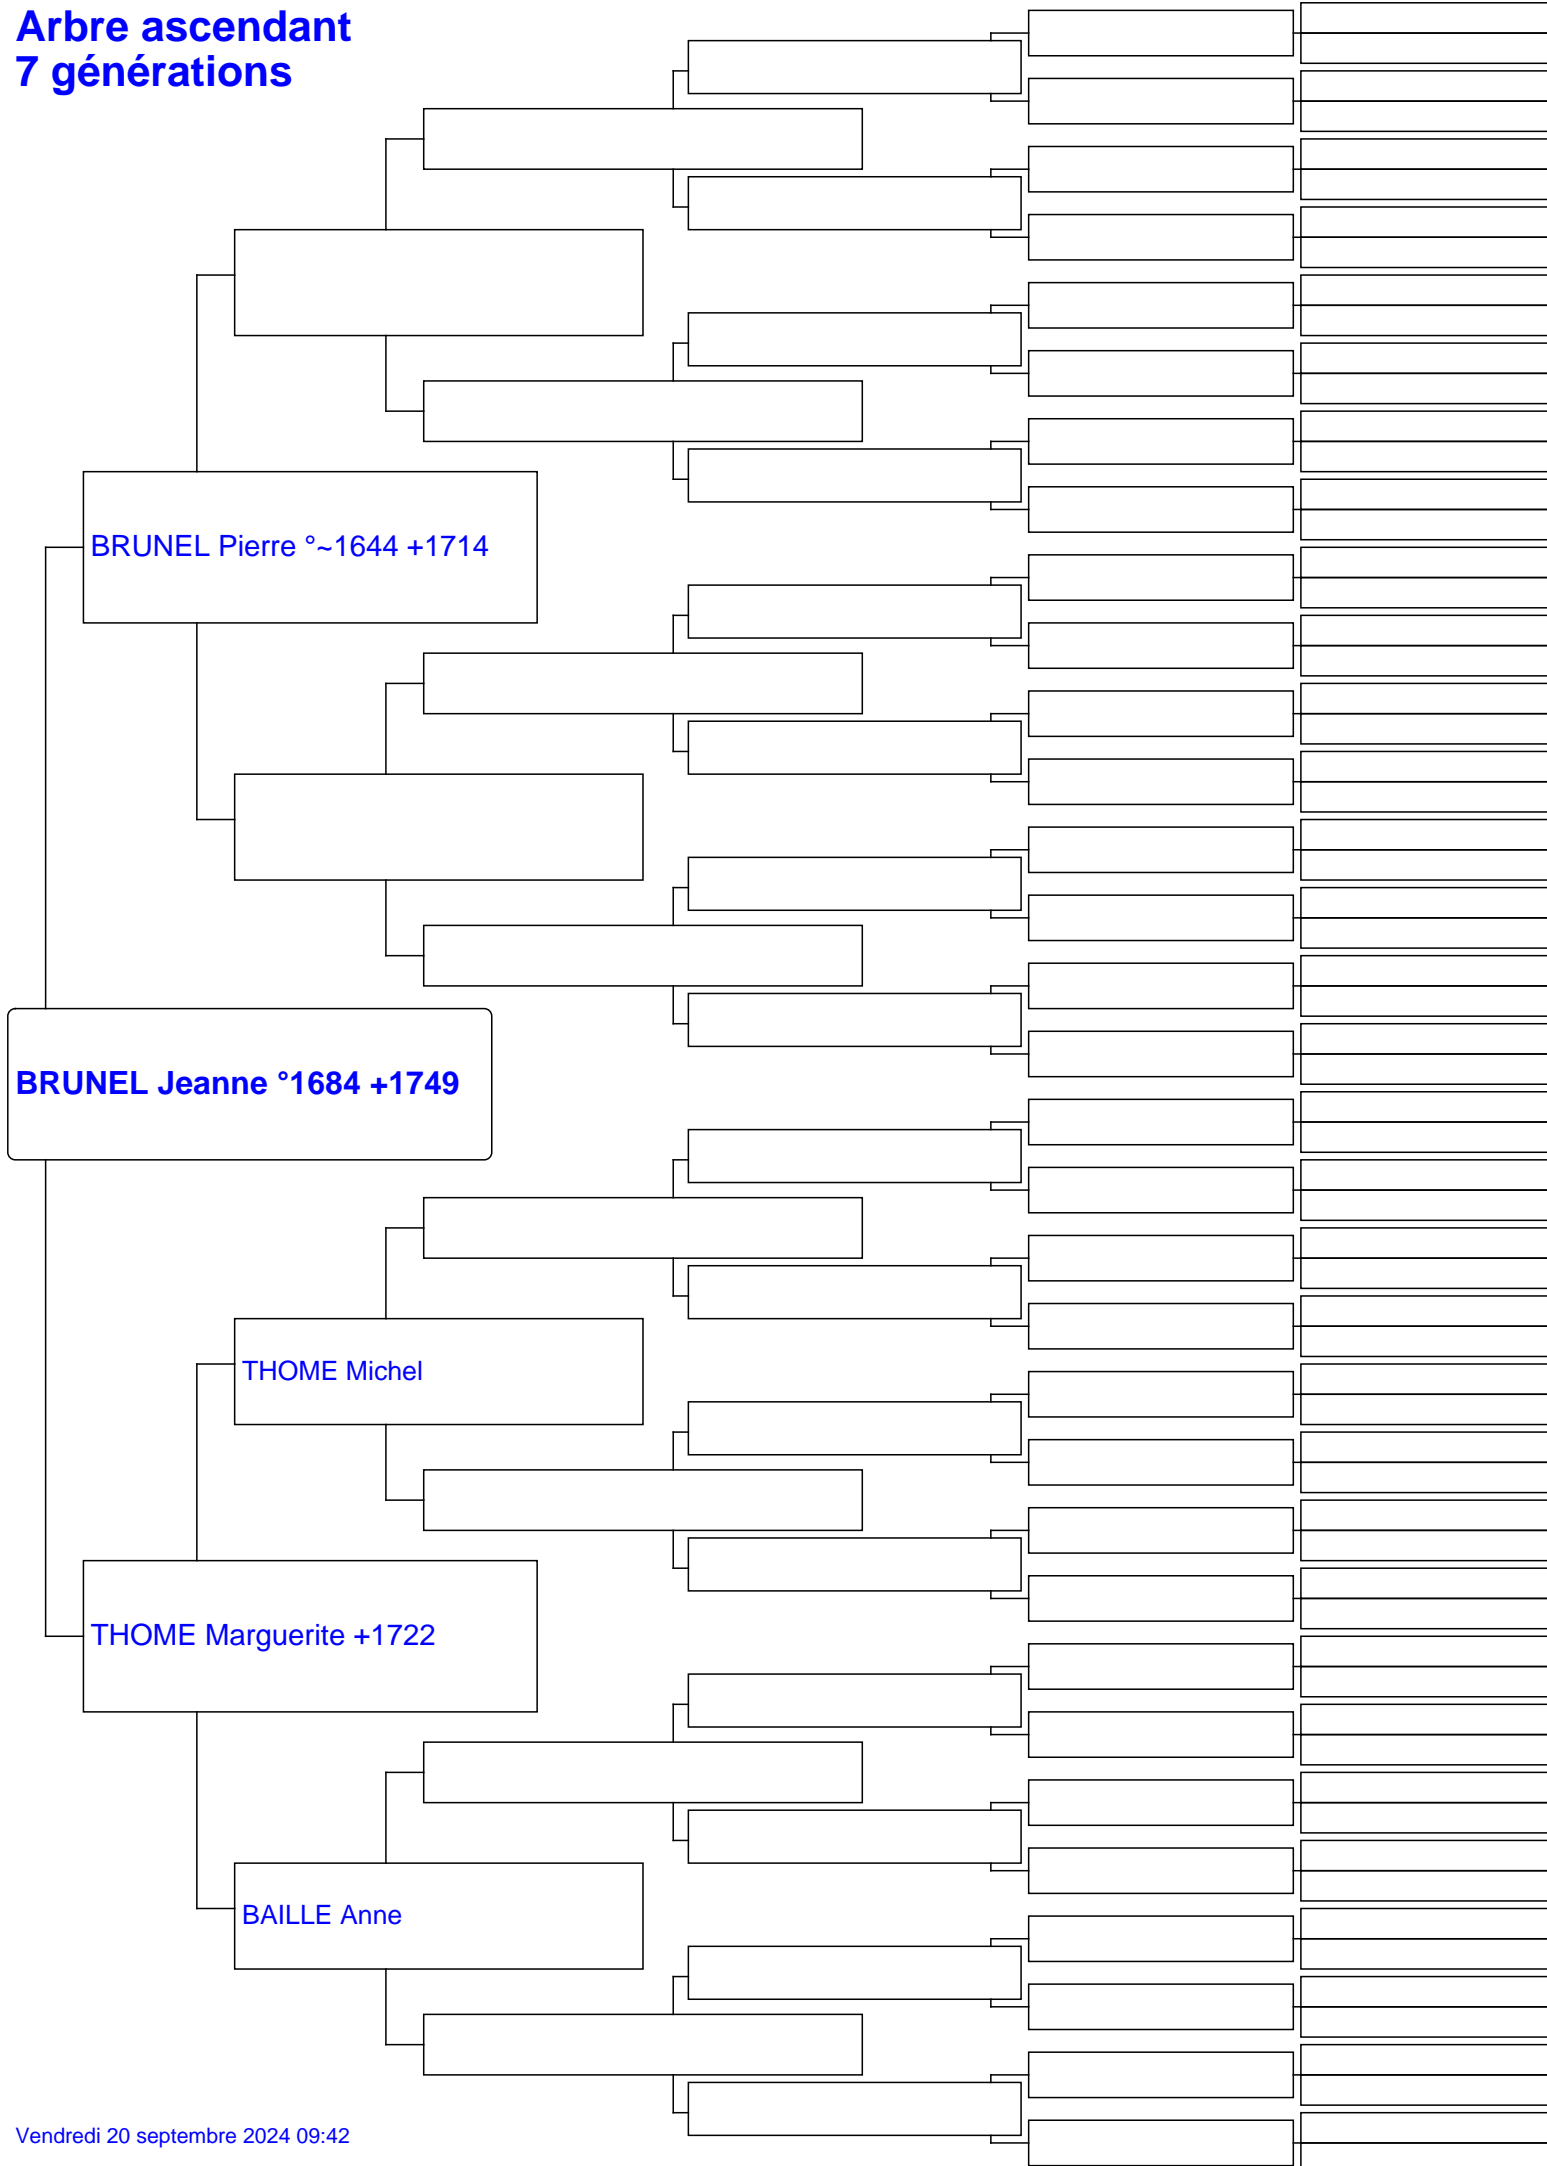 Arbre ascendant
7 générations
BRUNEL Pierre °~1644 +1714
BRUNEL Jeanne °1684 +1749
THOME Michel
THOME Marguerite +1722
BAILLE Anne
Vendredi 20 septembre 2024 09:42